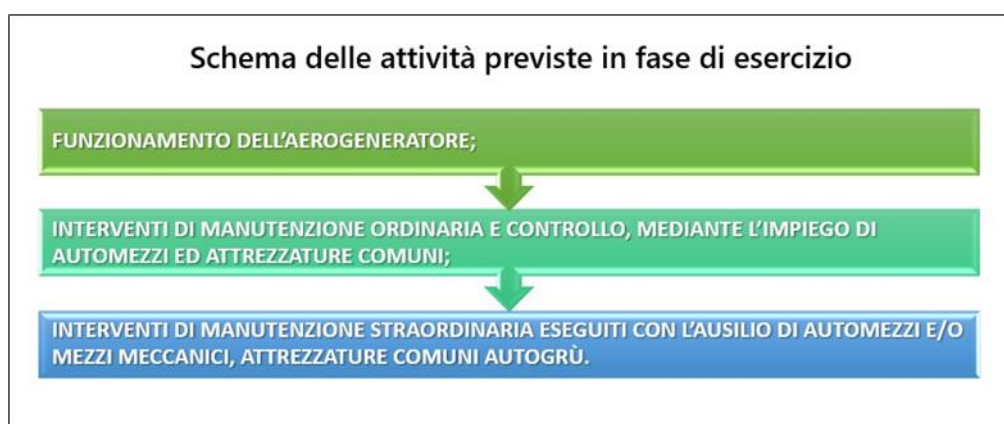 Schema delle attività previste in fase di esercizio
FUNZIONAMENTO DELL'AEROGENERATORE;
INTERVENTI DI MANUTENZIONE ORDINARIA E CONTROLLO, MEDIANTE L'IMPIEGO DI
AUTOMEZZI ED ATTREZZATURE COMUNI;
INTERVENTI DI MANUTENZIONE STRAORDINARIA ESEGUITI CON L'AUSILIO DI AUTOMEZZI E/O
MEZZI MECCANICI, ATTREZZATURE COMUNI AUTOGRÙ.